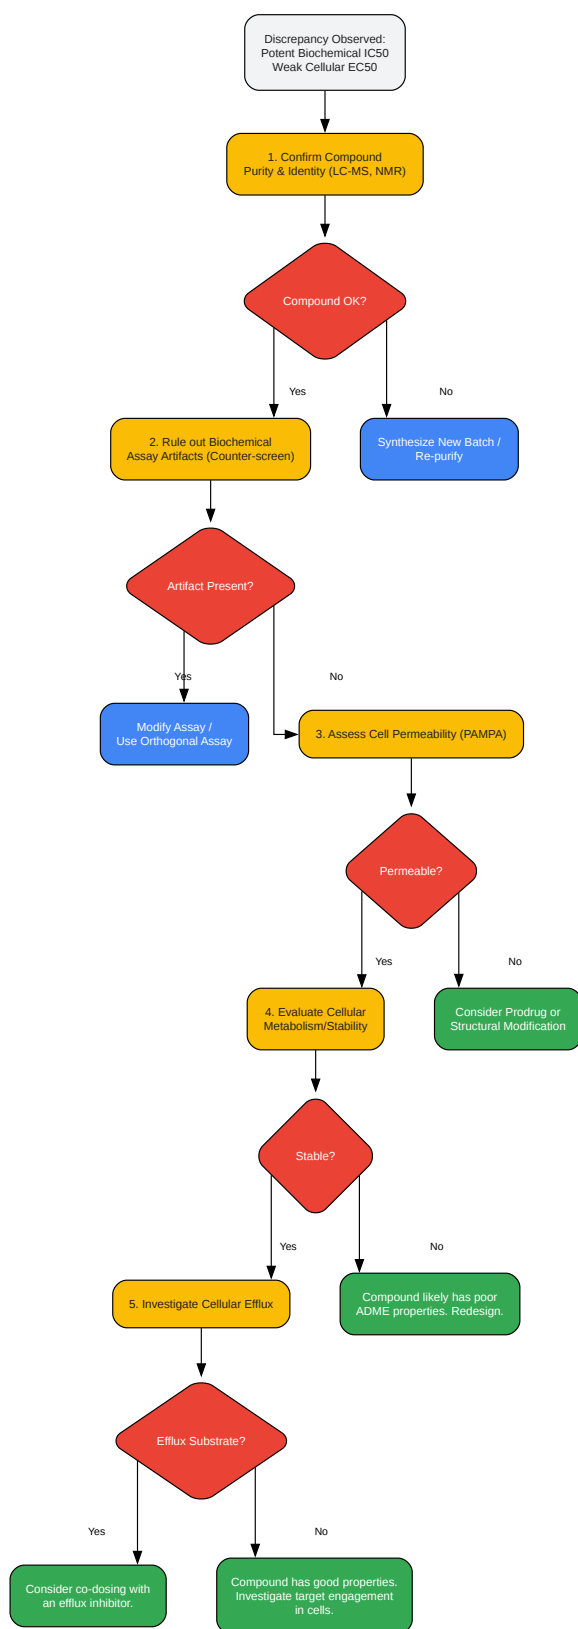 Discrepancy Observed:
Potent Biochemical IC50
Weak Cellular EC50
1. Confirm Compound
Purity & Identity (LC-MS, NMR)
Compound OK?
Yes
No
2. Rule out Biochemical
Assay Artifacts (Counter-screen)
Synthesize New Batch /
Re-purify
Artifact Present?
Yes
No
Modify Assay /
Use Orthogonal Assay
3. Assess Cell Permeability (PAMPA)
Permeable?
Yes
No
4. Evaluate Cellular
Metabolism/Stability
Consider Prodrug or
Structural Modification
Stable?
Yes
No
5. Investigate Cellular Efflux
Compound likely has poor
ADME properties. Redesign.
Efflux Substrate?
Yes
No
Consider co-dosing with
an efflux inhibitor.
Compound has good properties.
Investigate target engagement
in cells.